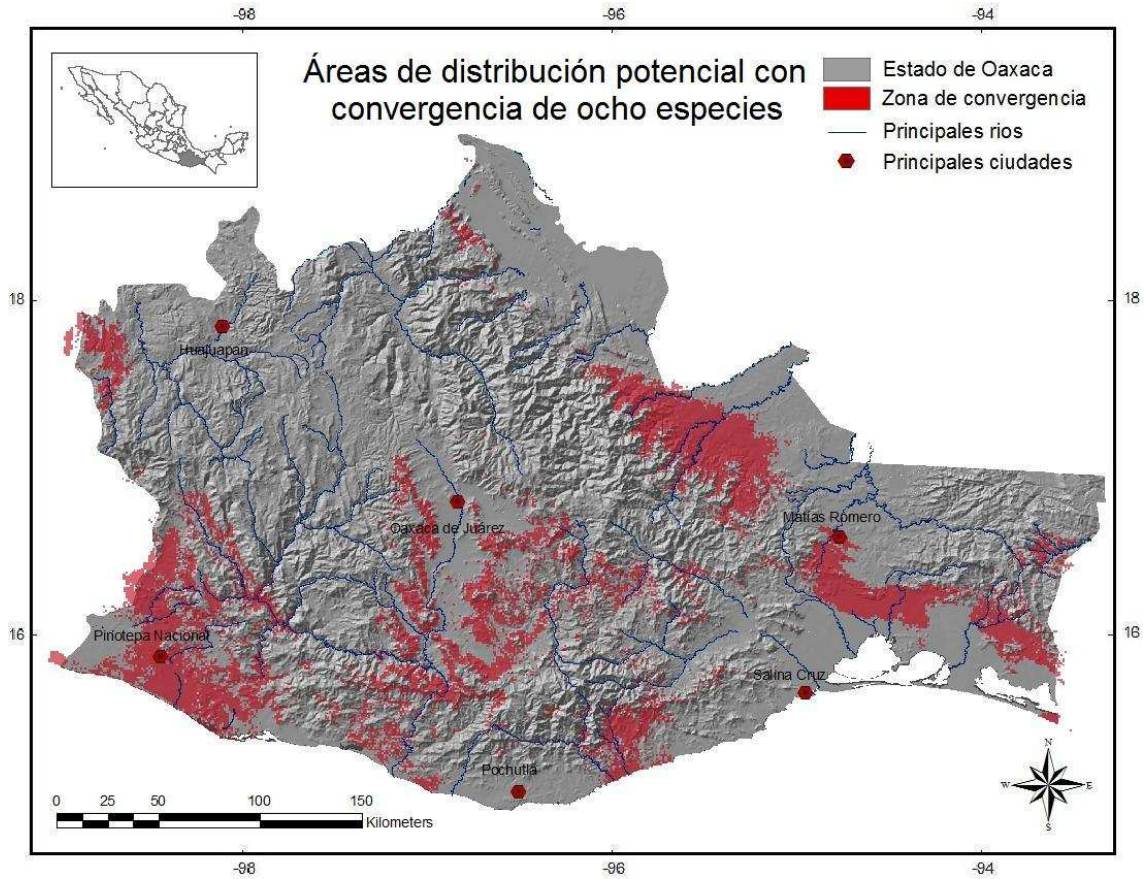 -98
-96
-94
Áreas de distribución potencial con
convergencia de ocho especies
Estado de Oaxaca
Zona de convergencia
Principales rios
Principales ciudades
18
18
Huajuapan
Oaxaca de Juárez
Matías Romero
16
16
Pinotepa Nacional
Salina Cruz
Pochutla
N
W
E
S
0
25
50
100
150
Kilometers
-98
-96
-94